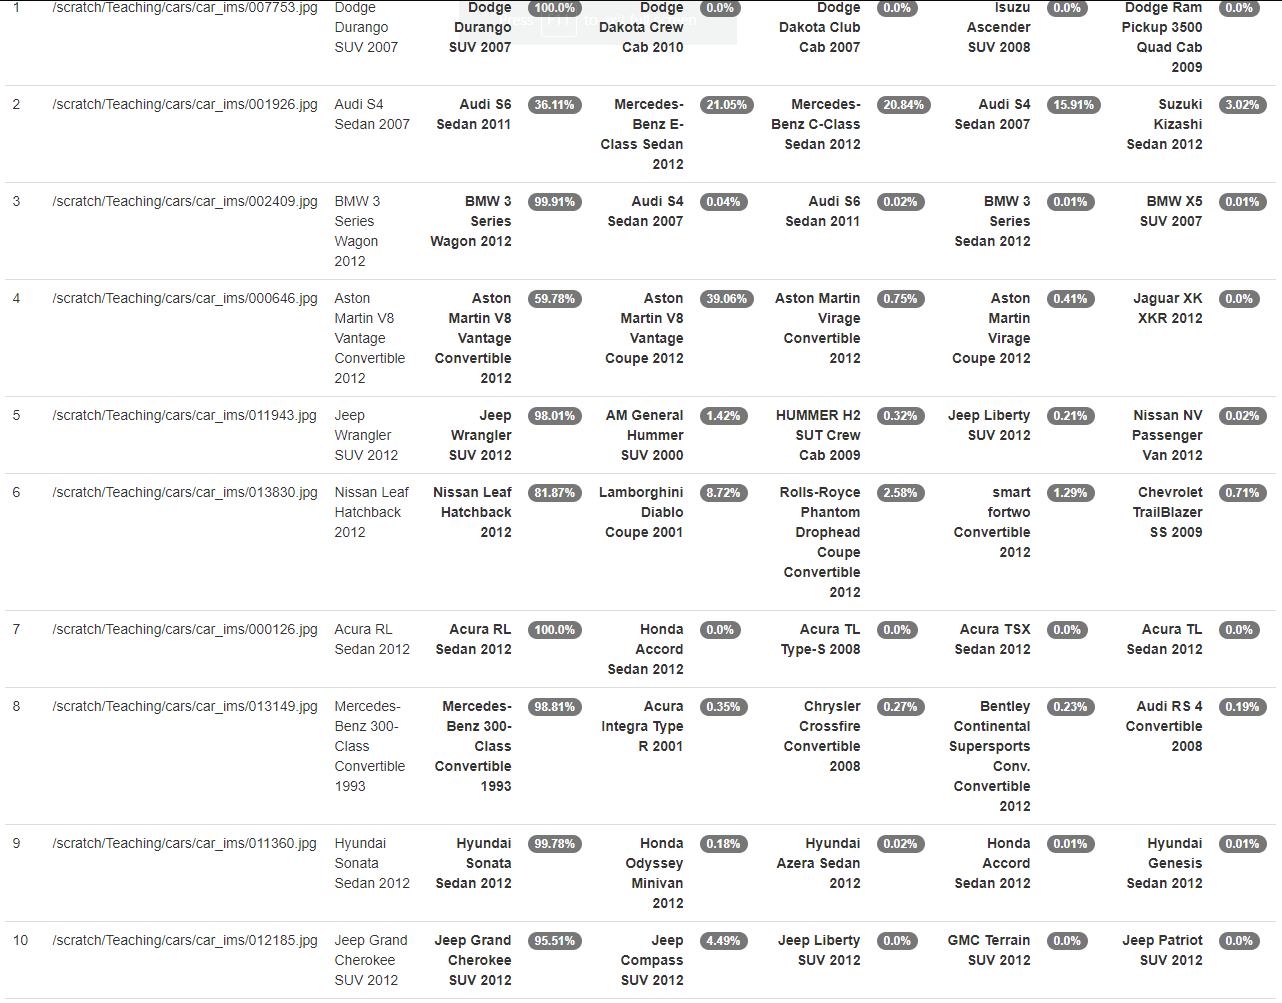 1 /scratch/Teaching/cars/car_ims/007753.jpg Dodge Dodge 100.0% Dodge 0.0% Dodge 0.0% Isuzu 0.0% Dodge Ram 0.0%
Durango Durango Dakota Crew Dakota Club Ascender Pickup 3500
SUV 2007 SUV 2007 Cab 2010 Cab 2007 SUV 2008 Quad Cab
2009
2 /scratch/Teaching/cars/car_ims/001926.jpg Audi S4 Audi S6 36.11% Mercedes- 21.05% Mercedes- 20.84% Audi S4 15.91% Suzuki 3.02%
Sedan 2007 Sedan 2011 Benz E- Benz C-Class Sedan 2007 Kizashi
Class Sedan Sedan 2012 Sedan 2012
2012
3 /scratch/Teaching/cars/car_ims/002409.jpg BMW 3 BMW 3 99.91% Audi S4 0.04% Audi S6 0.02% BMW 3 0.01% BMW X5 0.01%
Series Series Sedan 2007 Sedan 2011 Series SUV 2007
Wagon Wagon 2012 Sedan 2012
2012
4 /scratch/Teaching/cars/car_ims/000646.jpg Aston Aston 59.78% Aston 39.06% Aston Martin 0.75% Aston 0.41% Jaguar XK 0.0%
Martin V8 Martin V8 Martin V8 Virage Martin XKR 2012
Vantage Vantage Vantage Convertible Virage
Convertible Convertible Coupe 2012 2012 Coupe 2012
2012 2012
5 /scratch/Teaching/cars/car_ims/011943.jpg Jeep Jeep 98.01% AM General 1.42% HUMMER H2 0.32% Jeep Liberty 0.21% Nissan NV 0.02%
Wrangler Wrangler Hummer SUT Crew SUV 2012 Passenger
SUV 2012 SUV 2012 SUV 2000 Cab 2009 Van 2012
6 /scratch/Teaching/cars/car_ims/013830.jpg Nissan Leaf Nissan Leaf 81.87% Lamborghini 8.72% Rolls-Royce 2.58% smart 1.29% Chevrolet 0.71%
Hatchback Hatchback Diablo Phantom fortwo TrailBlazer
2012 2012 Coupe 2001 Drophead Convertible SS 2009
Coupe 2012
Convertible
2012
7 /scratch/Teaching/cars/car_ims/000126.jpg Acura RL Acura RL 100.0% Honda 0.0% Acura TL 0.0% Acura TSX 0.0% Acura TL 0.0%
Sedan 2012 Sedan 2012 Accord Type-S 2008 Sedan 2012 Sedan 2012
Sedan 2012
8 /scratch/Teaching/cars/car_ims/013149.jpg Mercedes- Mercedes- 98.81% Acura 0.35% Chrysler 0.27% Bentley 0.23% Audi RS 4 0.19%
Benz 300- Benz 300- Integra Type Crossfire Continental Convertible
Class Class R 2001 Convertible Supersports 2008
Convertible Convertible 2008 Conv.
1993 1993 Convertible
2012
9 /scratch/Teaching/cars/car_ims/011360.jpg Hyundai Hyundai 99.78% Honda 0.18% Hyundai 0.02% Honda 0.01% Hyundai 0.01%
Sonata Sonata Odyssey Azera Sedan Accord Genesis
Sedan 2012 Sedan 2012 Minivan 2012 Sedan 2012 Sedan 2012
2012
10 /scratch/Teaching/cars/car_ims/012185.jpg Jeep Grand Jeep Grand 95.51% Jeep 4.49% Jeep Liberty 0.0% GMC Terrain 0.0% Jeep Patriot 0.0%
Cherokee Cherokee Compass SUV 2012 SUV 2012 SUV 2012
SUV 2012 SUV 2012 SUV 2012